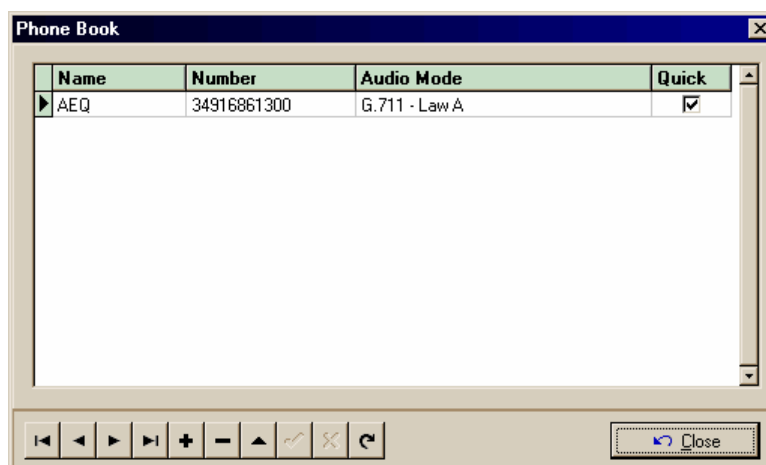 Phone Book
Name Number Audio Mode Quick
AEQ 34916861300 G.711 - Law A
Close